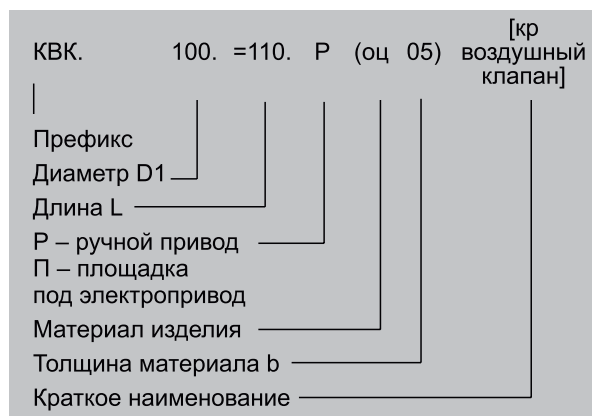 КВК. 100. =110. Р (оц 05) [кр воздушный клапан]
Префикс
Диаметр D1
Длина L
Р – ручной привод
П – площадка
под электропривод
Материал изделия
Толщина материала b
Краткое наименование